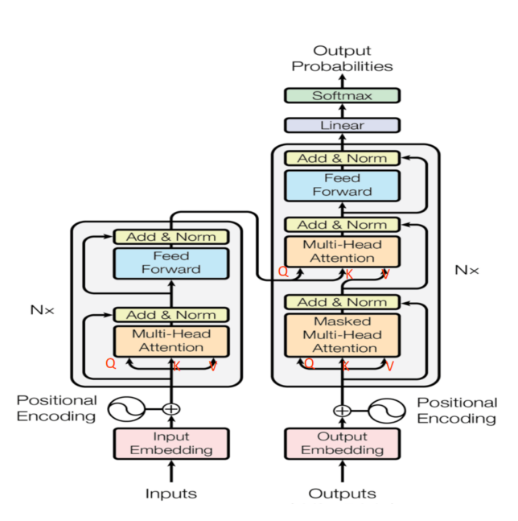 Output
Probabilities
Softmax
Linear
Add & Norm
Feed
Forward
Add & Norm
Multi-Head
Attention
Q K V
Add & Norm
Masked
Multi-Head
Attention
Q K V
Nx
Add & Norm
Feed
Forward
Add & Norm
Multi-Head
Attention
Q K V
Nx
Positional
Encoding
Positional
Encoding
Input
Embedding
Output
Embedding
Inputs
Outputs